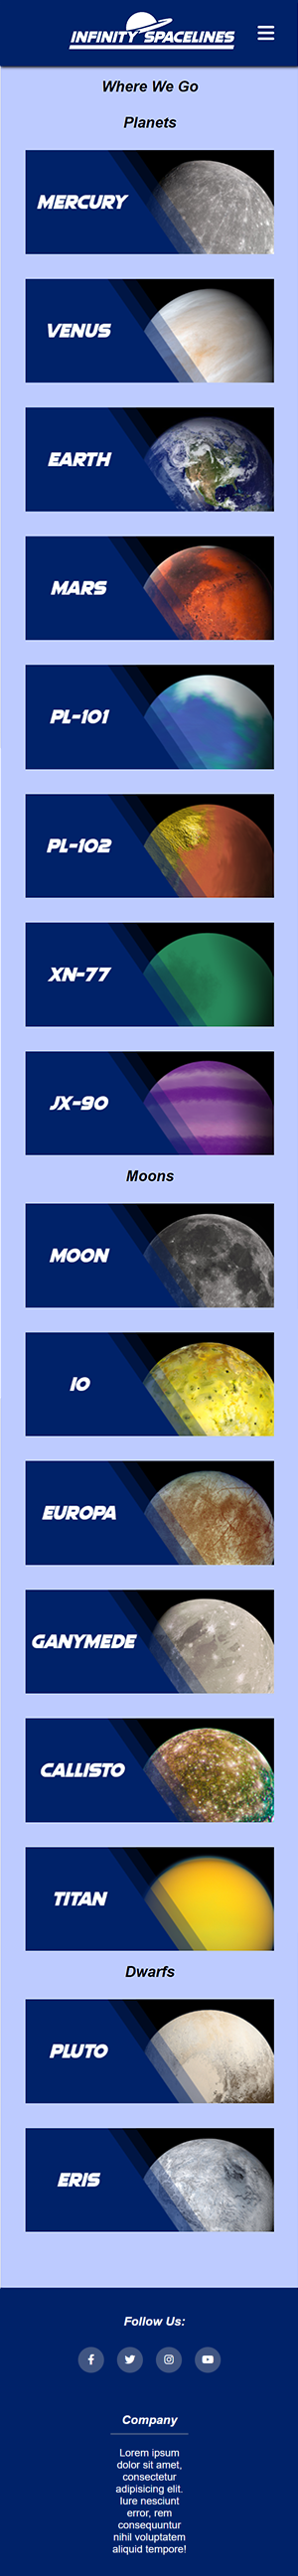 INFINITY SPACELINES
Where We Go
Planets
MERCURY
VENUS
EARTH
MARS
PL-101
PL-102
XN-77
JX-90
Moons
MOON
IO
EUROPA
GANYMEDE
CALLISTO
TITAN
Dwarfs
PLUTO
ERIS
Follow Us:
Company
Lorem ipsum
dolor sit amet,
consectetur
adipisicing elit.
Iure nesciunt
error, rem
consequuntur
nihil voluptatem
aliquid tempore!